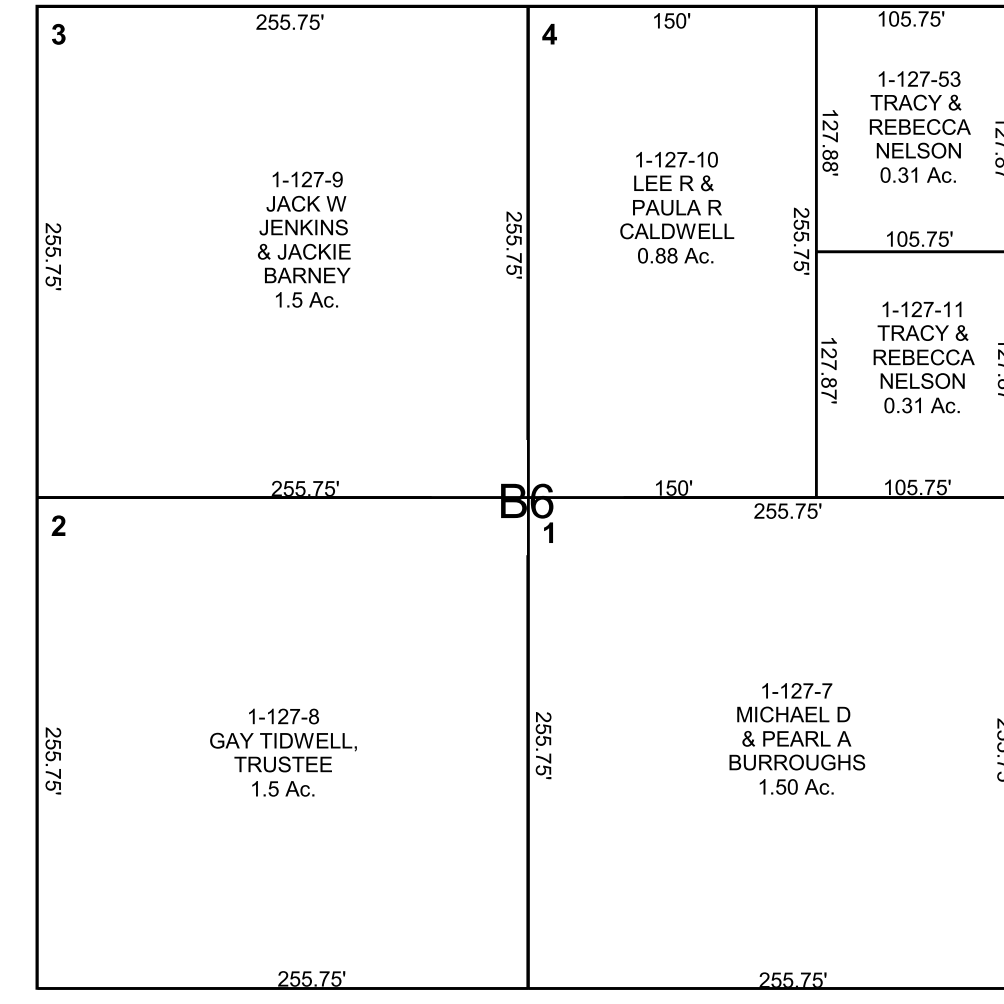 3
255.75'
1-127-9
JACK W
JENKINS
& JACKIE
BARNEY
1.5 Ac.
255.75'
255.75'
255.75'
4
150'
1-127-10
LEE R &
PAULA R
CALDWELL
0.88 Ac.
255.75'
150'
105.75'
127.88'
1-127-53
TRACY &
REBECCA
NELSON
0.31 Ac.
105.75'
127.87'
1-127-11
TRACY &
REBECCA
NELSON
0.31 Ac.
105.75'
B6
2
1-127-8
GAY TIDWELL,
TRUSTEE
1.5 Ac.
255.75'
255.75'
1
255.75'
255.75'
1-127-7
MICHAEL D
& PEARL A
BURROUGHS
1.50 Ac.
255.75'